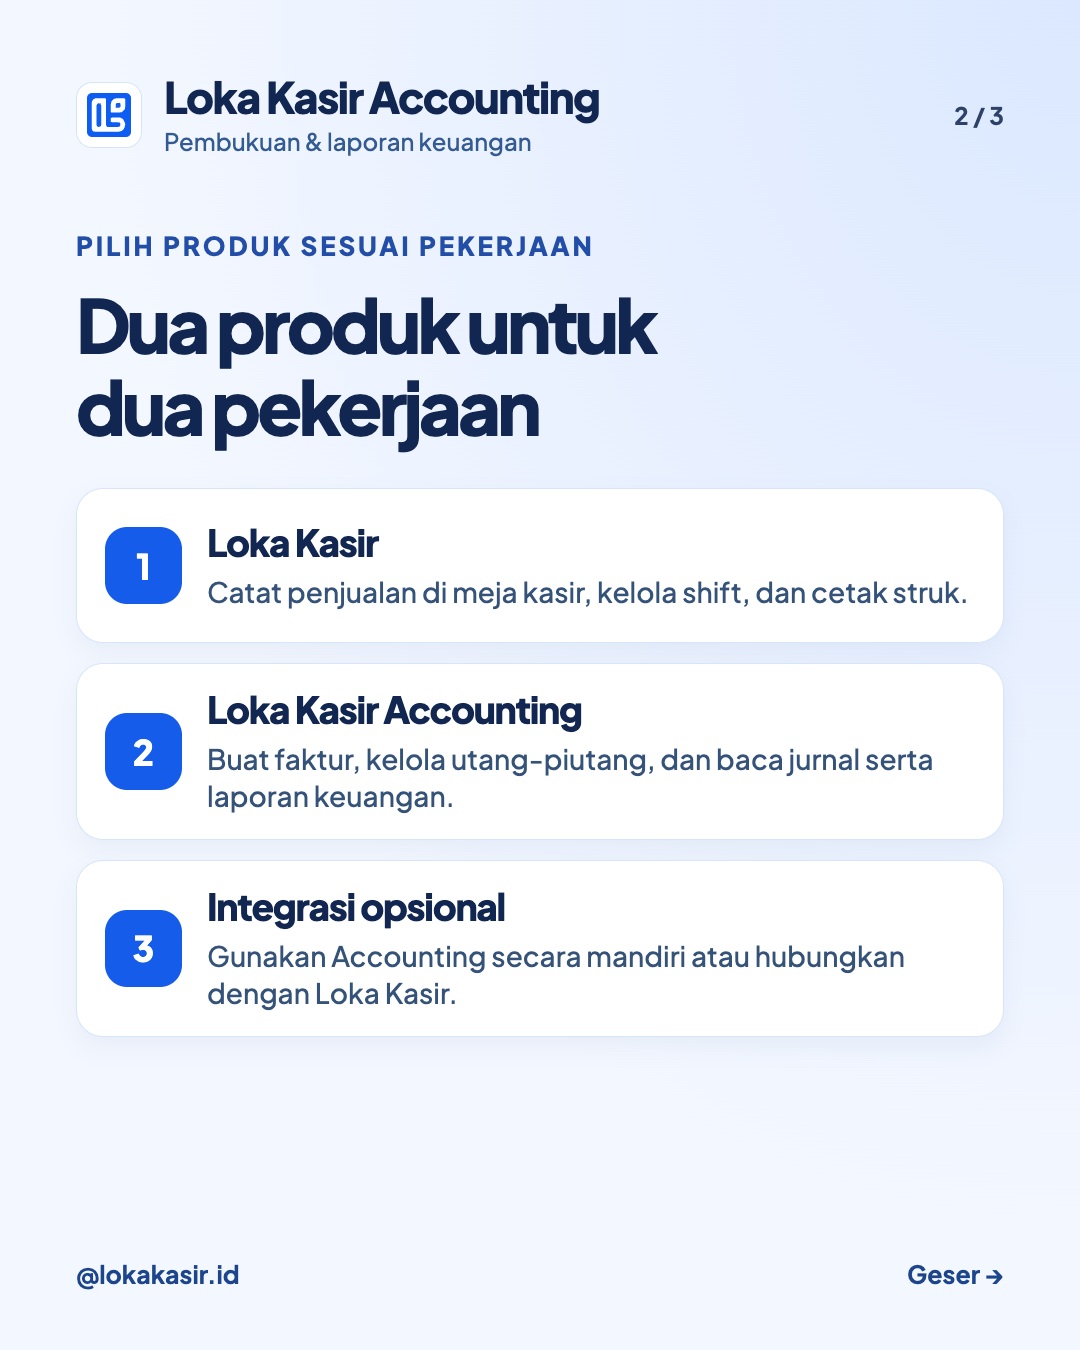 Loka Kasir Accounting
Pembukuan & laporan keuangan
2 / 3
PILIH PRODUK SESUAI PEKERJAAN
Dua produk untuk
dua pekerjaan
1
Loka Kasir
Catat penjualan di meja kasir, kelola shift, dan cetak struk.
2
Loka Kasir Accounting
Buat faktur, kelola utang-piutang, dan baca jurnal serta
laporan keuangan.
3
Integrasi opsional
Gunakan Accounting secara mandiri atau hubungkan
dengan Loka Kasir.
@lokakasir.id
Geser →